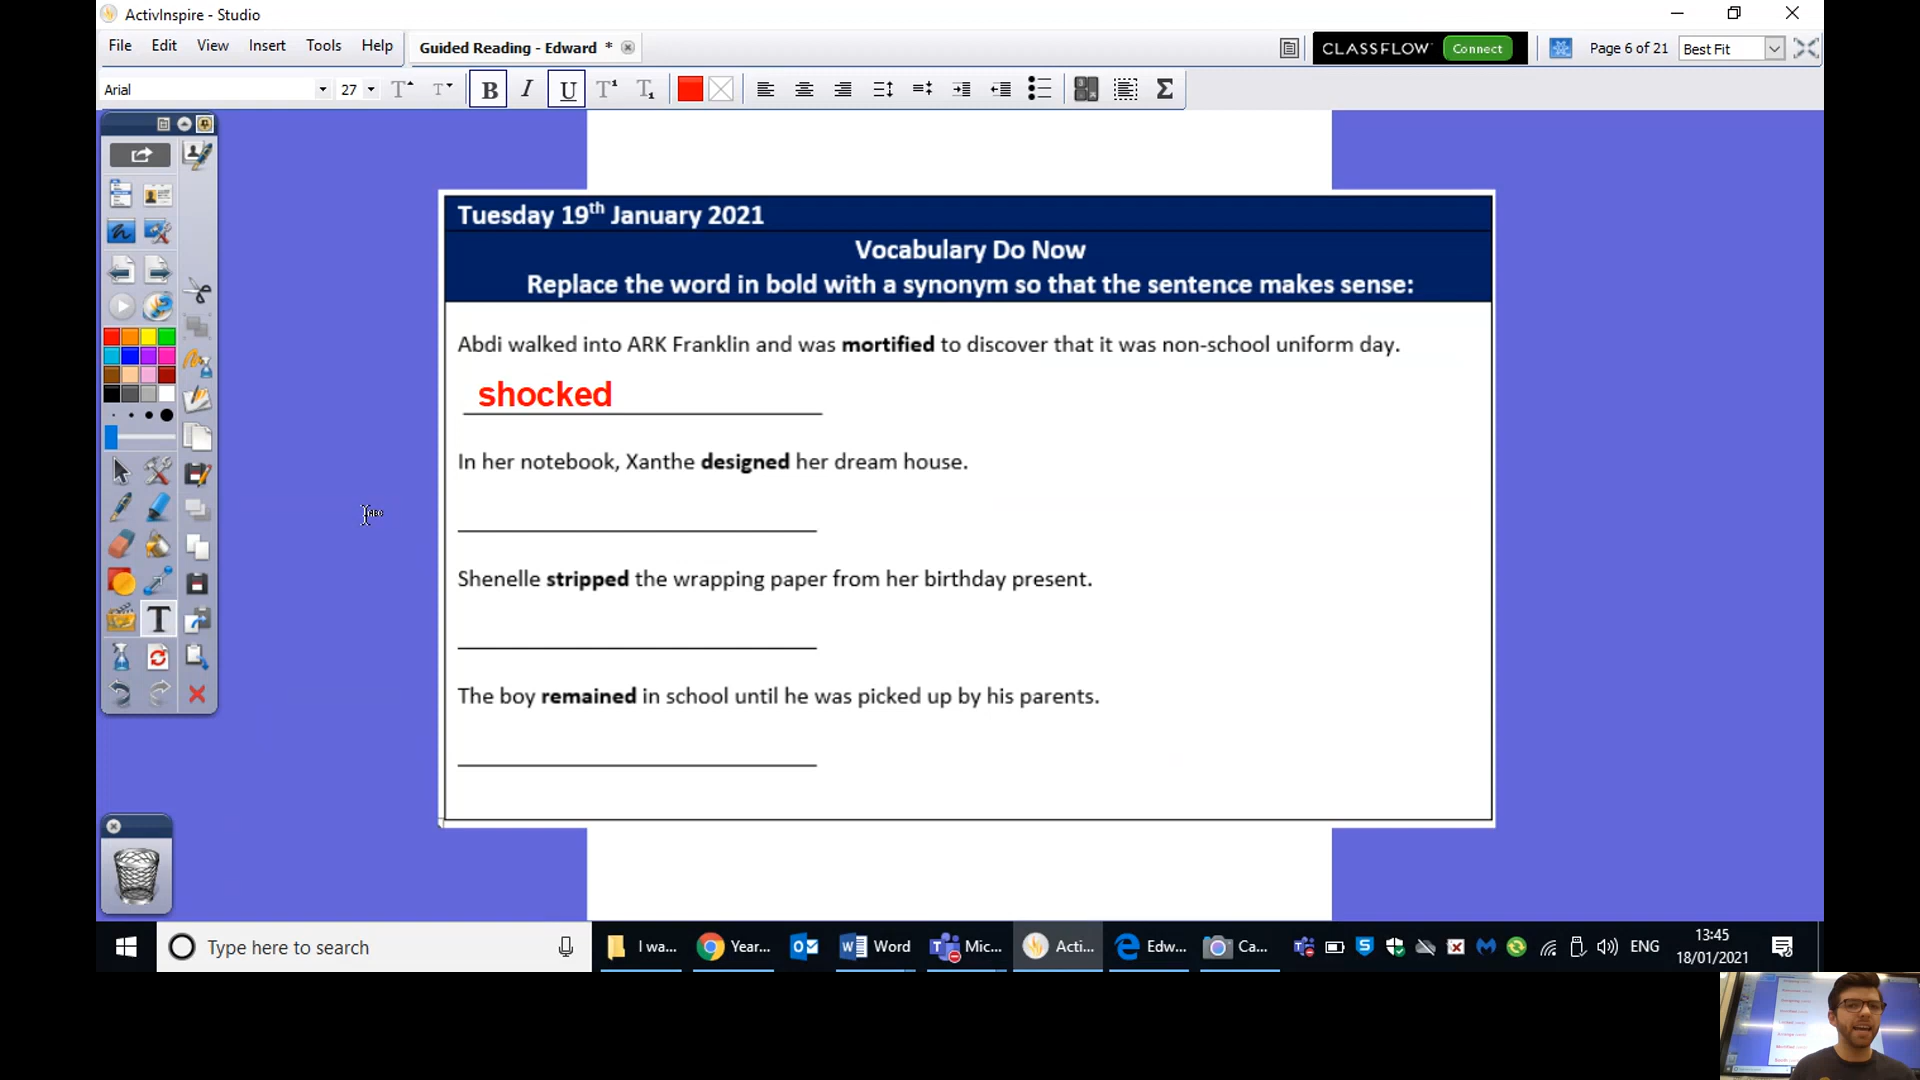 ActivInspire - Studio
File Edit View Insert Tools Help
Guided Reading - Edward *
CLASSFLOW Connect
Page 6 of 21 Best Fit
Arial 27
Tuesday 19th January 2021
Vocabulary Do Now
Replace the word in bold with a synonym so that the sentence makes sense:
Abdi walked into ARK Franklin and was mortified to discover that it was non-school uniform day.
shocked
In her notebook, Xanthe designed her dream house.
Shenelle stripped the wrapping paper from her birthday present.
The boy remained in school until he was picked up by his parents.
Type here to search
I wa... Year... Word Mic... Acti... Edw... Ca... ENG
13:45
18/01/2021